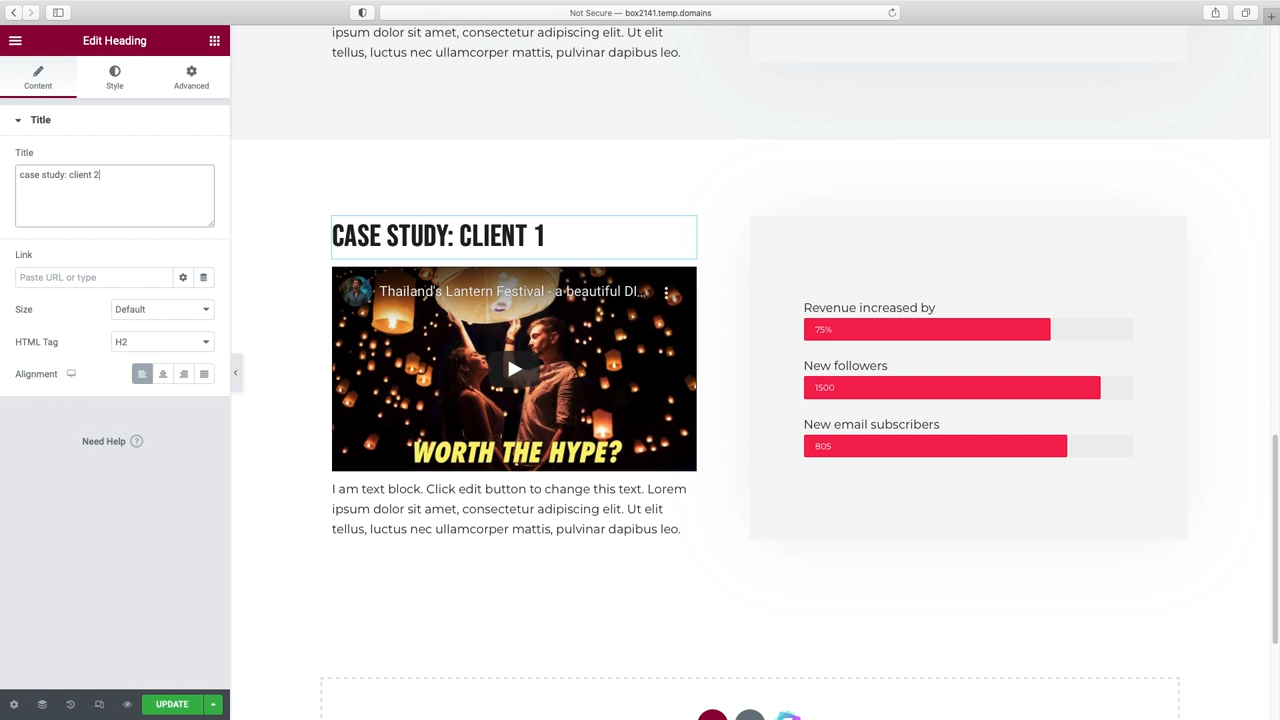 Not Secure — box2141.temp.domains
Edit Heading
Content
Style
Advanced
Title
Title
case study: client 2
Link
Paste URL or type
Size
Default
HTML Tag
H2
Alignment
Need Help ?
UPDATE
ipsum dolor sit amet, consectetur adipiscing elit. Ut elit
tellus, luctus nec ullamcorper mattis, pulvinar dapibus leo.
CASE STUDY: CLIENT 1
Thailand's Lantern Festival - a beautiful DI...
WORTH THE HYPE?
I am text block. Click edit button to change this text. Lorem
ipsum dolor sit amet, consectetur adipiscing elit. Ut elit
tellus, luctus nec ullamcorper mattis, pulvinar dapibus leo.
Revenue increased by
75%
New followers
1500
New email subscribers
805